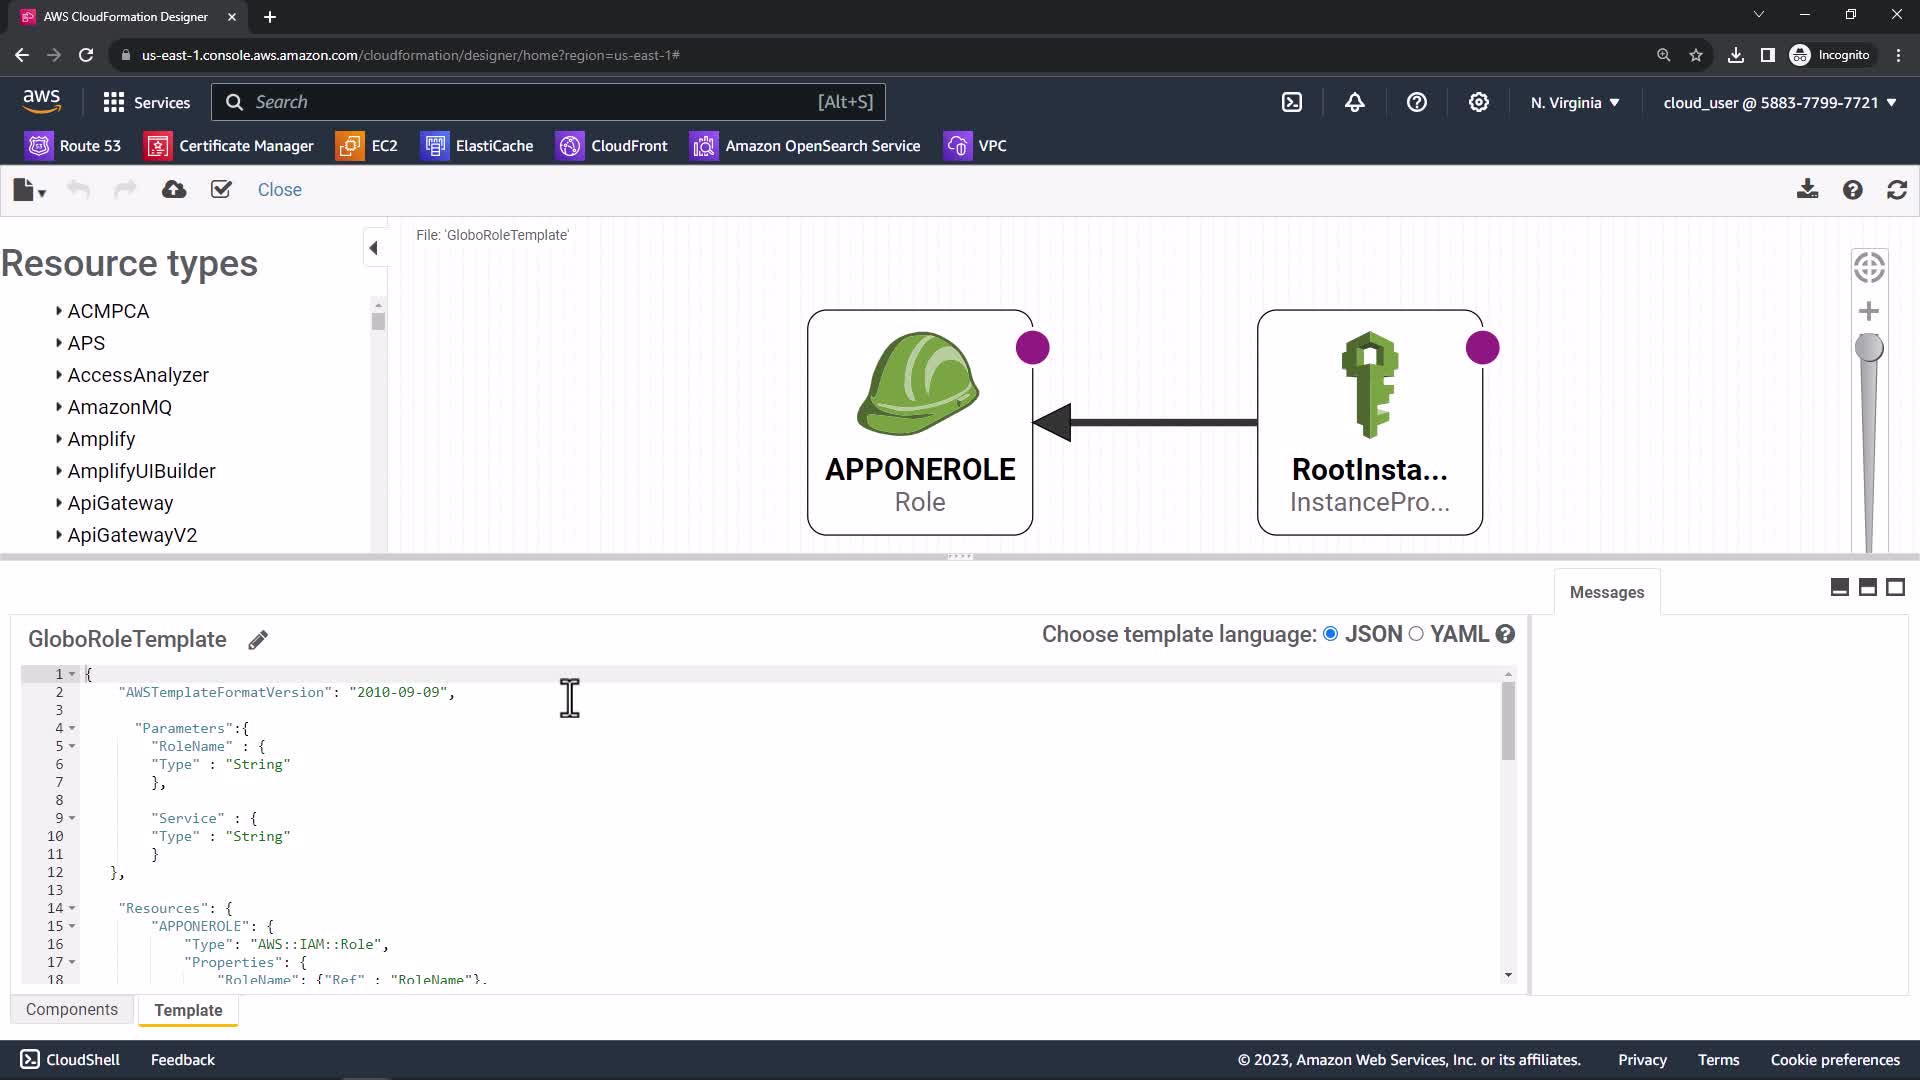 AWS CloudFormation Designer
us-east-1.console.aws.amazon.com/cloudformation/designer/home?region=us-east-1#
Incognito
aws
Services
Search
[Alt+S]
N. Virginia
cloud_user @ 5883-7799-7721
Route 53
Certificate Manager
EC2
ElastiCache
CloudFront
Amazon OpenSearch Service
VPC
Close
Resource types
ACMPCA
APS
AccessAnalyzer
AmazonMQ
Amplify
AmplifyUIBuilder
ApiGateway
ApiGatewayV2
File: 'GloboRoleTemplate'
APPONEROLE
Role
RootInsta...
InstancePro...
Messages
GloboRoleTemplate
Choose template language: JSON YAML
1 {
2 "AWSTemplateFormatVersion": "2010-09-09",
3
4 "Parameters":{
5 "RoleName" : {
6 "Type" : "String"
7 },
8
9 "Service" : {
10 "Type" : "String"
11 }
12 },
13
14 "Resources": {
15 "APPONEROLE": {
16 "Type": "AWS::IAM::Role",
17 "Properties": {
18 "RoleName": {"Ref" : "RoleName"},
Components
Template
CloudShell
Feedback
© 2023, Amazon Web Services, Inc. or its affiliates.
Privacy
Terms
Cookie preferences